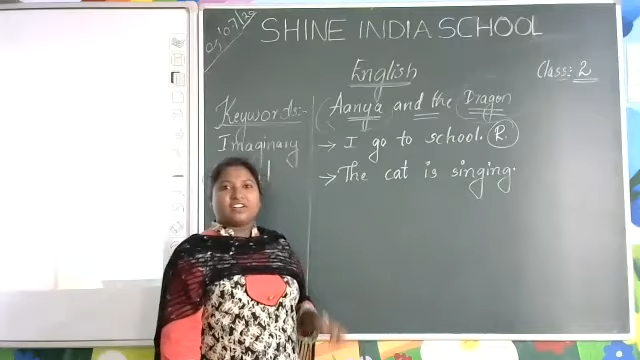 SHINE INDIA SCHOOL
English
Class: 2
Keywords:-
Imaginary
Aanya and the Dragon
→ I go to school. R.
→ The cat is singing.